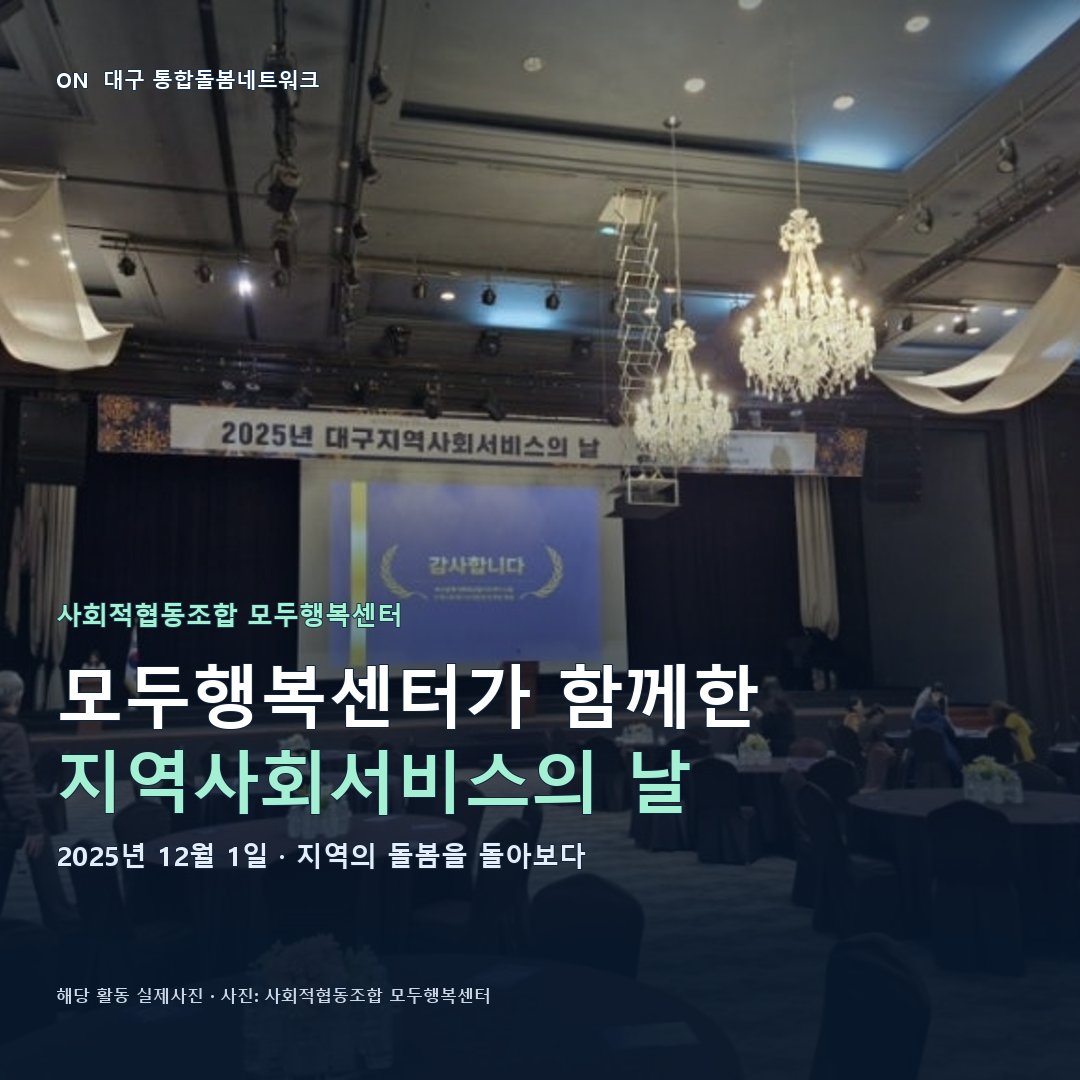 ON 대구 통합돌봄네트워크
2025년 대구지역사회서비스의 날
감사합니다
사회적협동조합 모두행복센터
모두행복센터가 함께한
지역사회서비스의 날
2025년 12월 1일 · 지역의 돌봄을 돌아보다
해당 활동 실제사진 · 사진: 사회적협동조합 모두행복센터